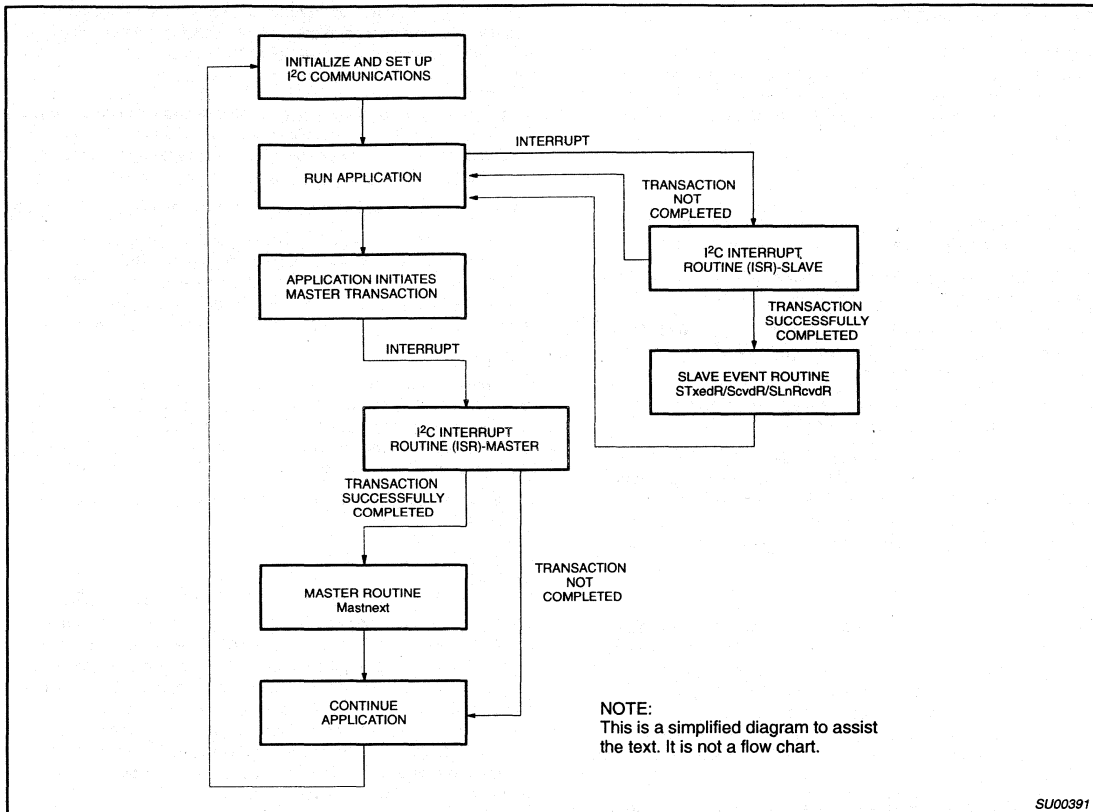 INITIALIZE AND SET UP
I²C COMMUNICATIONS
INTERRUPT
RUN APPLICATION
TRANSACTION
NOT
COMPLETED
I²C INTERRUPT
ROUTINE (ISR)-SLAVE
APPLICATION INITIATES
MASTER TRANSACTION
TRANSACTION
SUCCESSFULLY
COMPLETED
INTERRUPT
SLAVE EVENT ROUTINE
STxedR/ScvdR/SLnRcvdR
I²C INTERRUPT
ROUTINE (ISR)-MASTER
TRANSACTION
SUCCESSFULLY
COMPLETED
TRANSACTION
NOT
COMPLETED
MASTER ROUTINE
Mastnext
CONTINUE
APPLICATION
NOTE:
This is a simplified diagram to assist
the text. It is not a flow chart.
SU00391